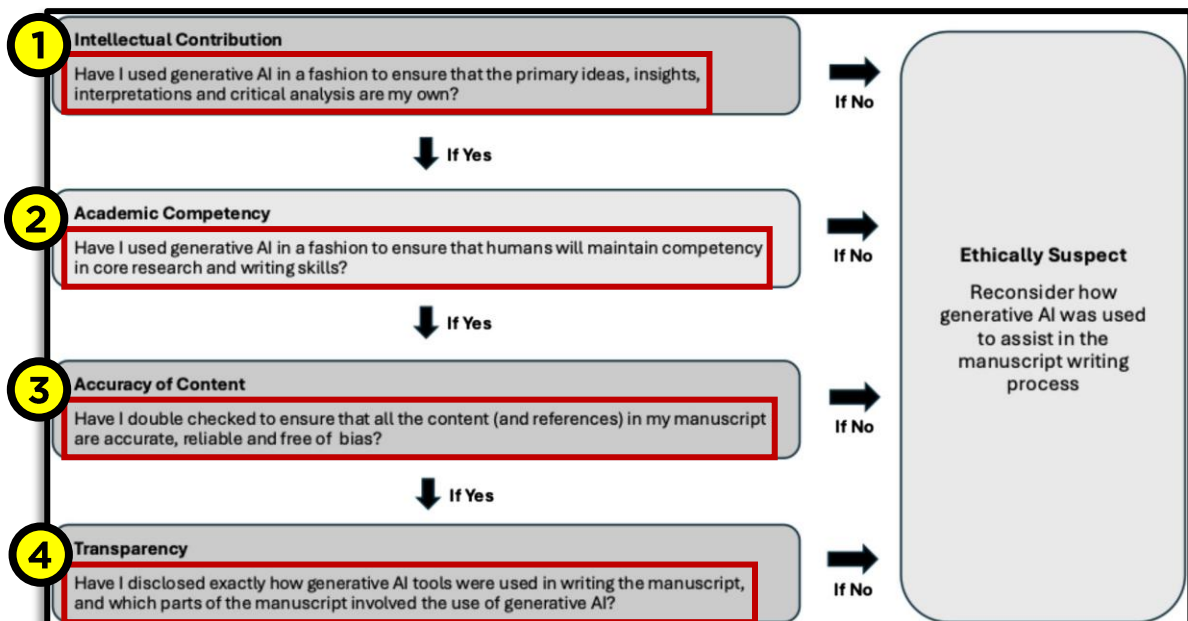 1
Intellectual Contribution
Have I used generative AI in a fashion to ensure that the primary ideas, insights,
interpretations and critical analysis are my own?
If No
If Yes
2
Academic Competency
Have I used generative AI in a fashion to ensure that humans will maintain competency
in core research and writing skills?
If No
If Yes
3
Accuracy of Content
Have I double checked to ensure that all the content (and references) in my manuscript
are accurate, reliable and free of bias?
If No
If Yes
4
Transparency
Have I disclosed exactly how generative AI tools were used in writing the manuscript,
and which parts of the manuscript involved the use of generative AI?
If No
Ethically Suspect
Reconsider how
generative AI was used
to assist in the
manuscript writing
process